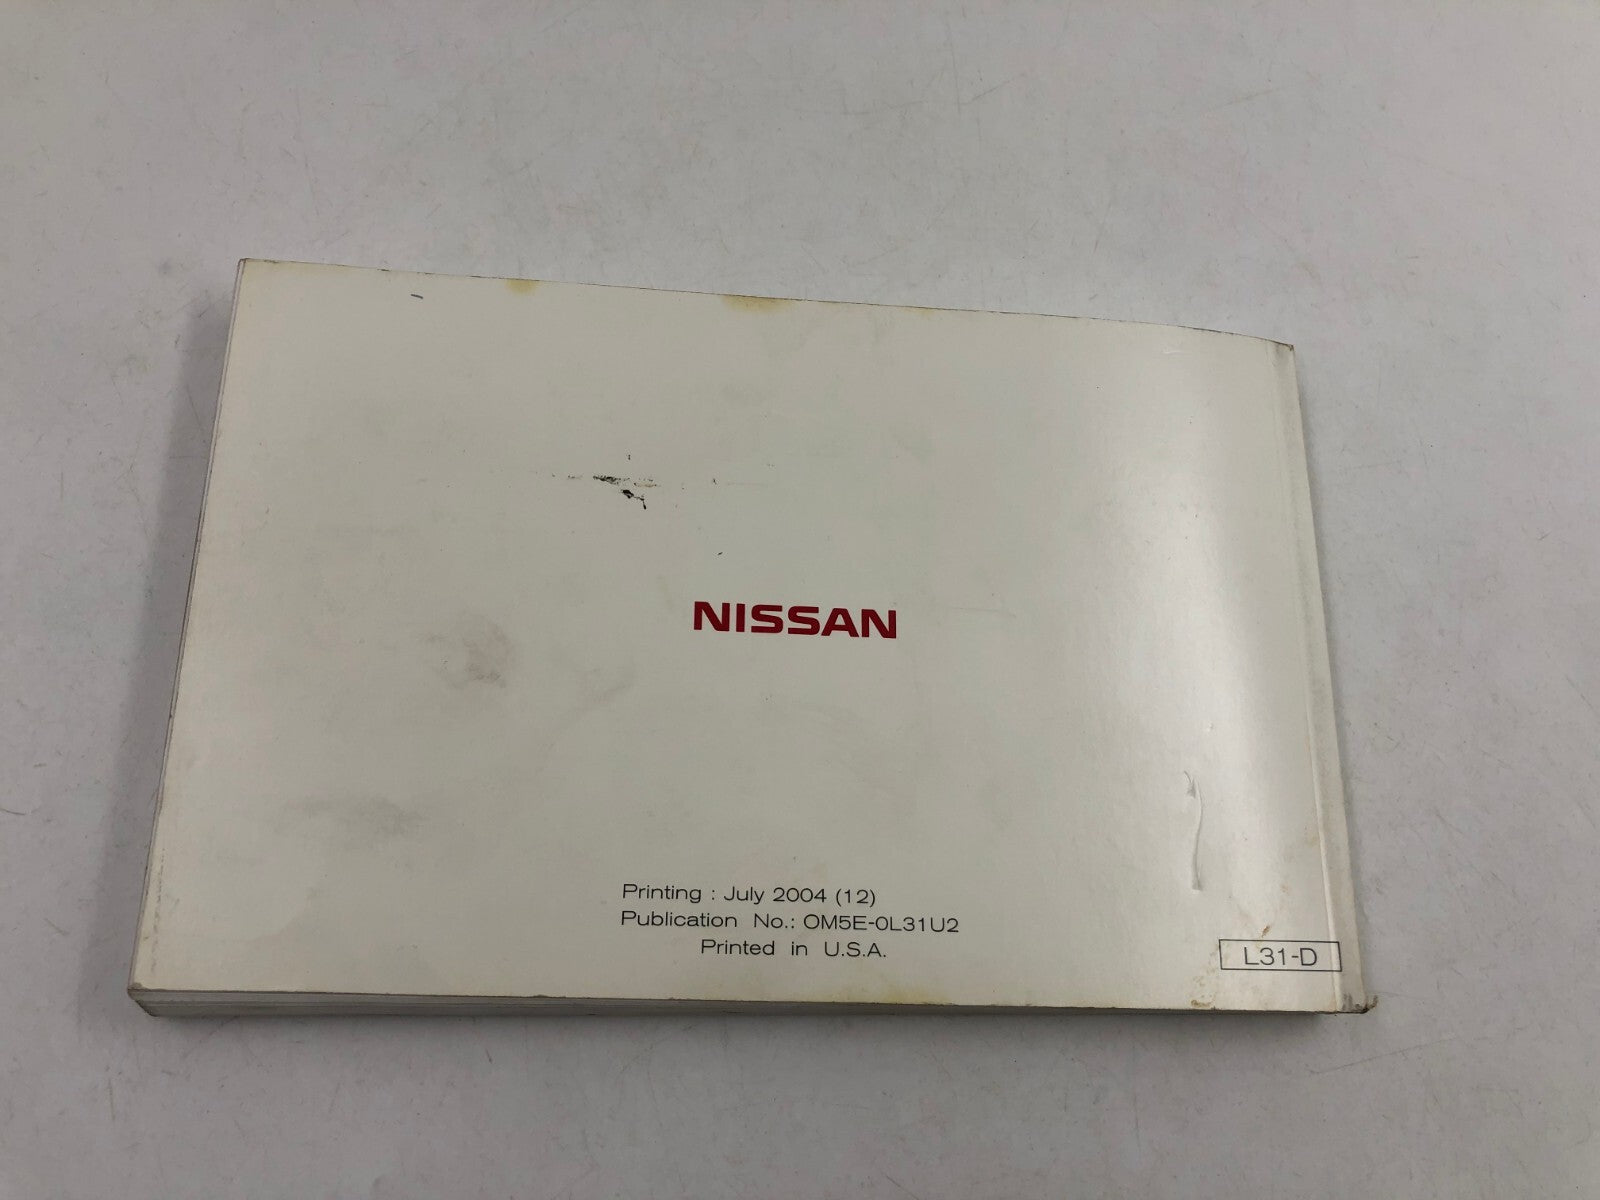 NISSAN
Printing : July 2004 (12)
Publication No.: OM5E-0L31U2
Printed in U.S.A.
L31-D